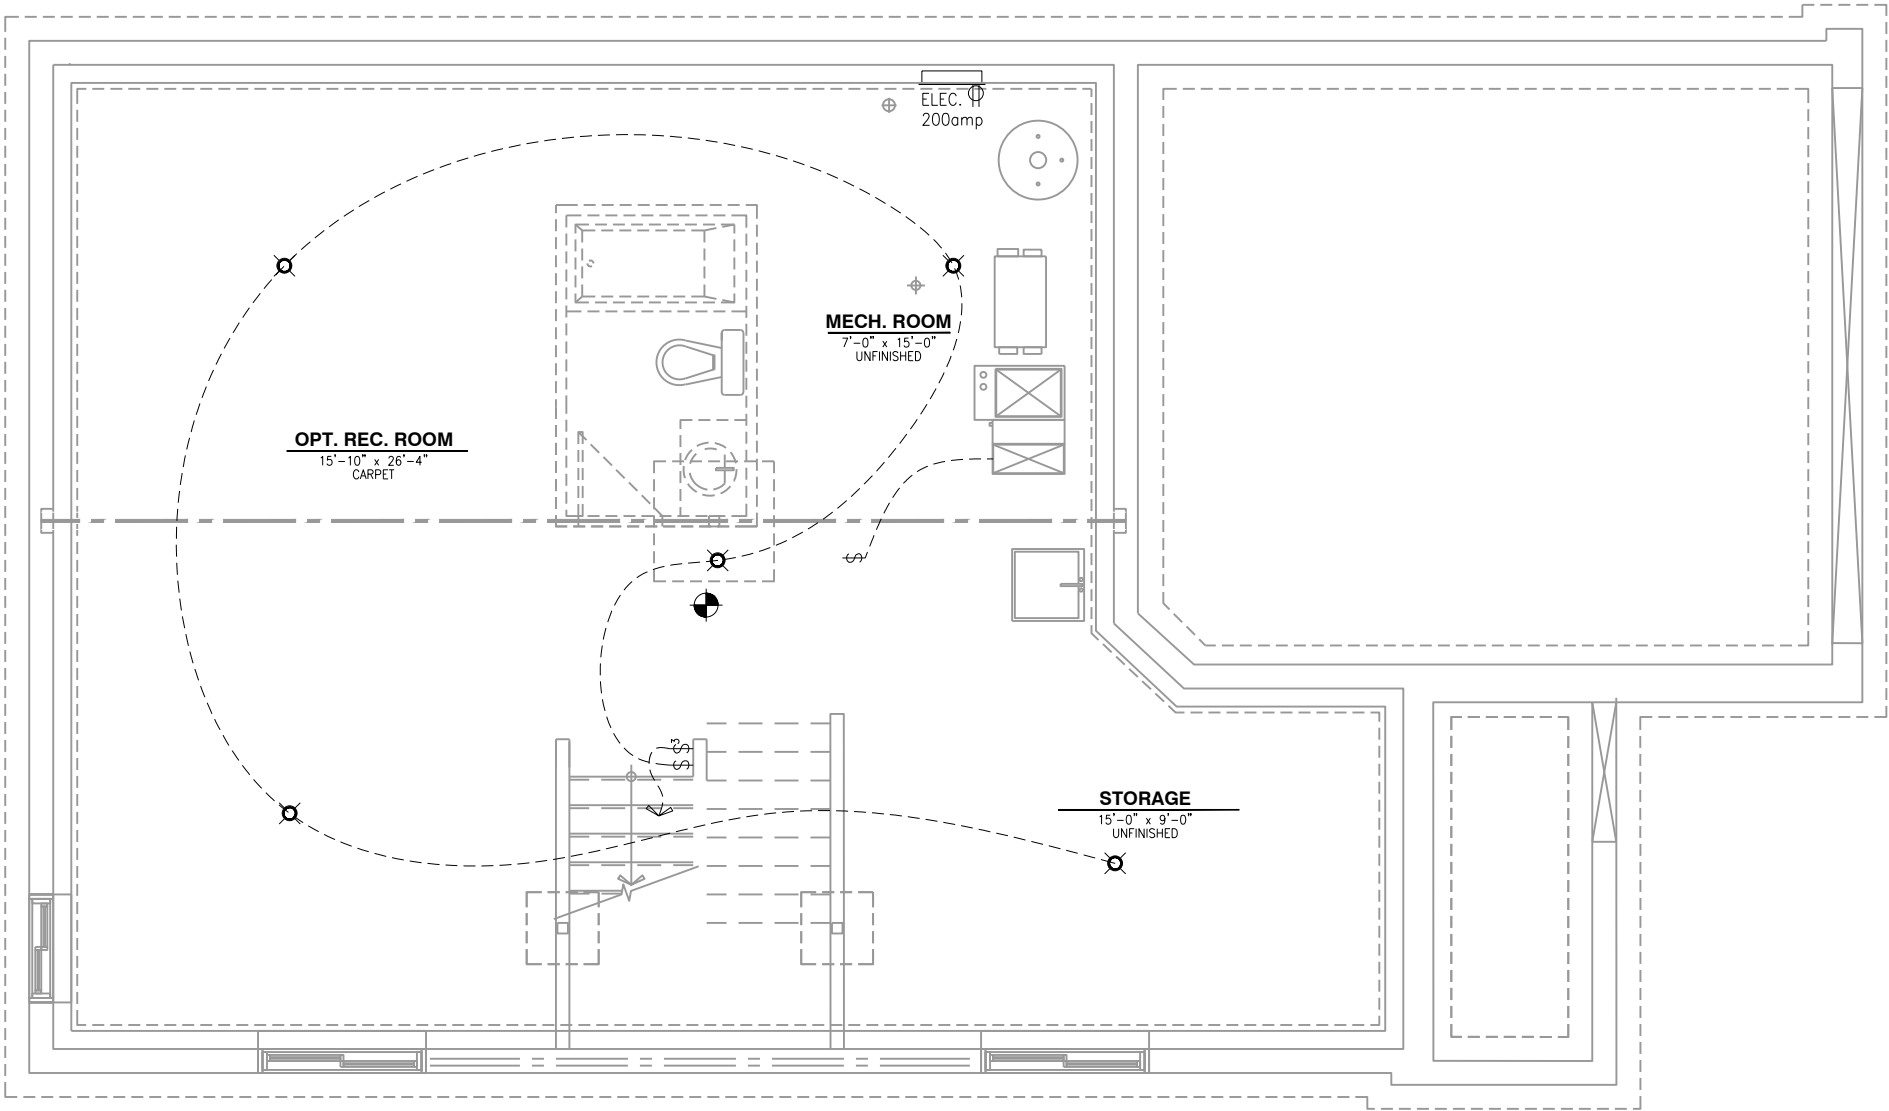 ELEC.
200amp
MECH. ROOM
7'-0" x 15'-0"
UNFINISHED
OPT. REC. ROOM
15'-10" x 26'-4"
CARPET
$
$3
$
STORAGE
15'-0" x 9'-0"
UNFINISHED